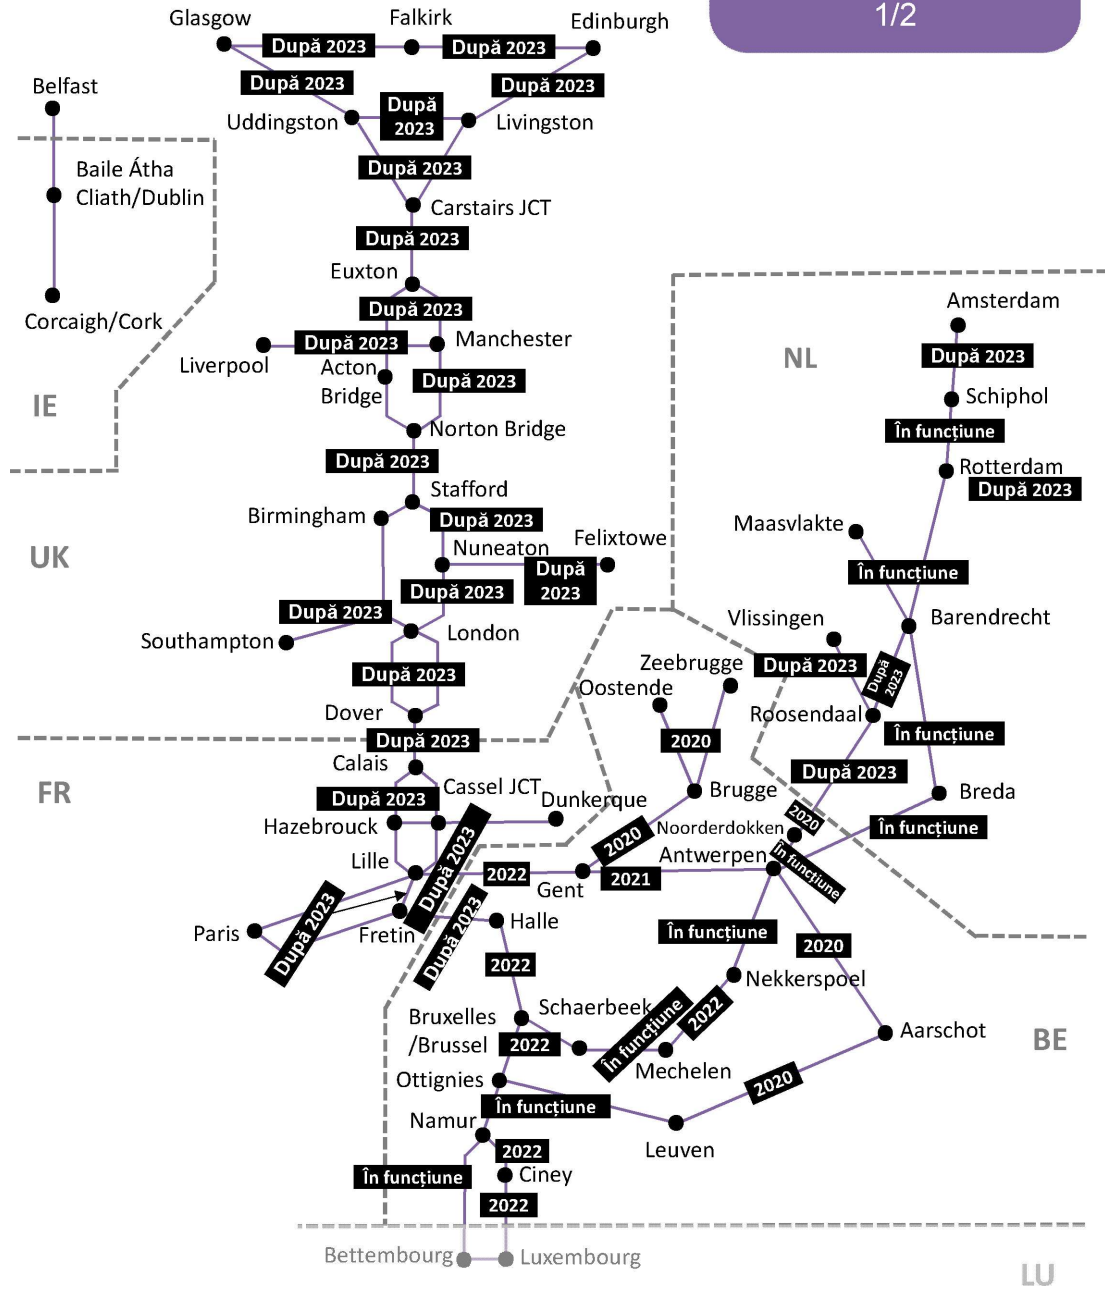 1/2
Glasgow
Falkirk
Edinburgh
După 2023
După 2023
După 2023
După 2023
Belfast
După
2023
Uddingston
Livingston
Baile Átha
Cliath/Dublin
După 2023
Carstairs JCT
După 2023
Euxton
Corcaigh/Cork
După 2023
Amsterdam
După 2023
Manchester
Liverpool
NL
După 2023
Acton
Bridge
După 2023
Schiphol
IE
Norton Bridge
În funcțiune
După 2023
Rotterdam
După 2023
Stafford
Birmingham
După 2023
Maasvlakte
Nuneaton
Felixtowe
UK
După
2023
În funcțiune
După 2023
După 2023
Vlissingen
Barendrecht
Southampton
London
După 2023
Zeebrugge
După 2023
După
2023
Oostende
Dover
Roosendaal
În funcțiune
După 2023
2020
Calais
După 2023
FR
Cassel JCT
Dunkerque
Brugge
Breda
După 2023
2020
Hazebrouck
Noorderdokken
În funcțiune
2020
Lille
După 2023
Antwerpen
În funcțiune
2022
Gent
2021
După 2023
După 2023
Paris
Fretin
Halle
În funcțiune
2020
2022
Nekkerspoel
Schaerbeek
Bruxelles
/Brussel
2022
În funcțiune
2022
Aarschot
BE
Mechelen
Ottignies
2020
În funcțiune
Namur
Leuven
2022
În funcțiune
Ciney
2022
Bettembourg
Luxembourg
LU